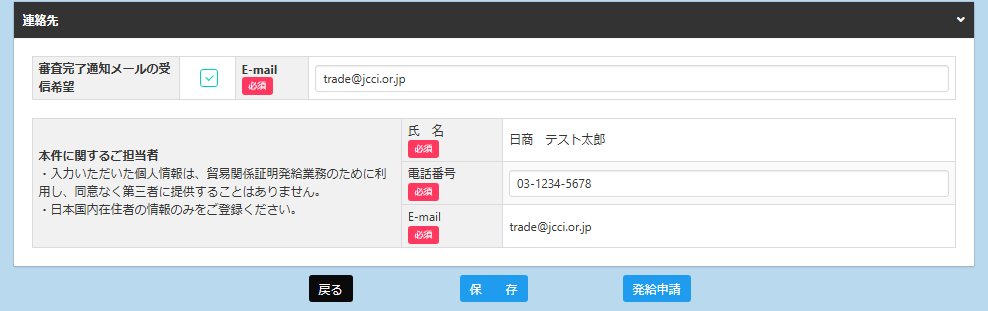 連絡先
審査完了通知メールの受
信希望
E-mail
必須
trade@jcci.or.jp
本件に関するご担当者
・入力いただいた個人情報は、貿易関係証明発給業務のために利
用し、同意なく第三者に提供することはありません。
・日本国内在住者の情報のみをご登録ください。
氏　名
必須
日商　テスト太郎
電話番号
必須
03-1234-5678
E-mail
必須
trade@jcci.or.jp
戻る
保　　存
発給申請